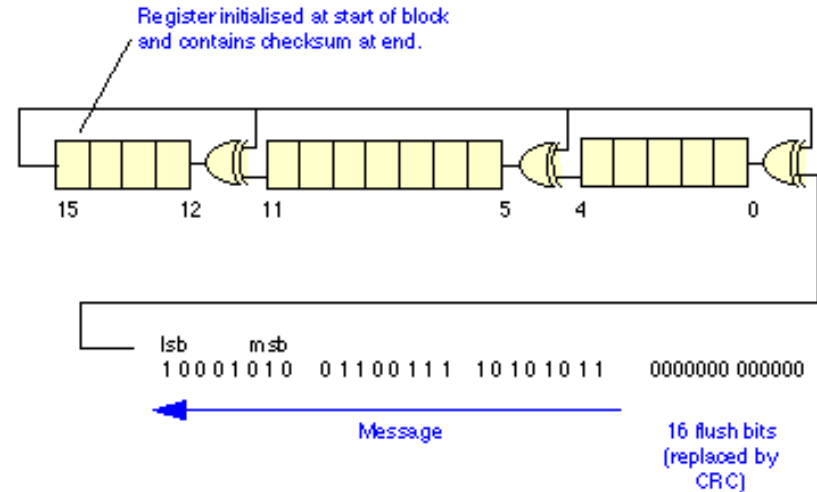 Register initialised at start of block
and contains checksum at end.
15 12 11 5 4 0
lsb msb
1 0 0 0 1 0 1 0 0 1 1 0 0 1 1 1 1 0 1 0 1 0 1 1 0000000 000000
Message
16 flush bits
(replaced by
CRC)